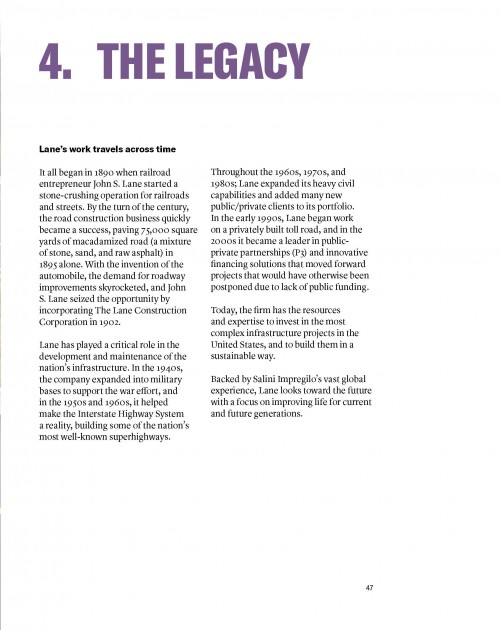 4. THE LEGACY
Lane's work travels across time
It all began in 1890 when railroad
entrepreneur John S. Lane started a
stone-crushing operation for railroads
and streets. By the turn of the century,
the road construction business quickly
became a success, paving 75,000 square
yards of macadamized road (a mixture
of stone, sand, and raw asphalt) in
1895 alone. With the invention of the
automobile, the demand for roadway
improvements skyrocketed, and John
S. Lane seized the opportunity by
incorporating The Lane Construction
Corporation in 1902.
Lane has played a critical role in the
development and maintenance of the
nation's infrastructure. In the 1940s,
the company expanded into military
bases to support the war effort, and
in the 1950s and 1960s, it helped
make the Interstate Highway System
a reality, building some of the nation's
most well-known superhighways.
Throughout the 1960s, 1970s, and
1980s; Lane expanded its heavy civil
capabilities and added many new
public/private clients to its portfolio.
In the early 1990s, Lane began work
on a privately built toll road, and in the
2000s it became a leader in public-
private partnerships (P3) and innovative
financing solutions that moved forward
projects that would have otherwise been
postponed due to lack of public funding.
Today, the firm has the resources
and expertise to invest in the most
complex infrastructure projects in the
United States, and to build them in a
sustainable way.
Backed by Salini Impregilo's vast global
experience, Lane looks toward the future
with a focus on improving life for current
and future generations.
47